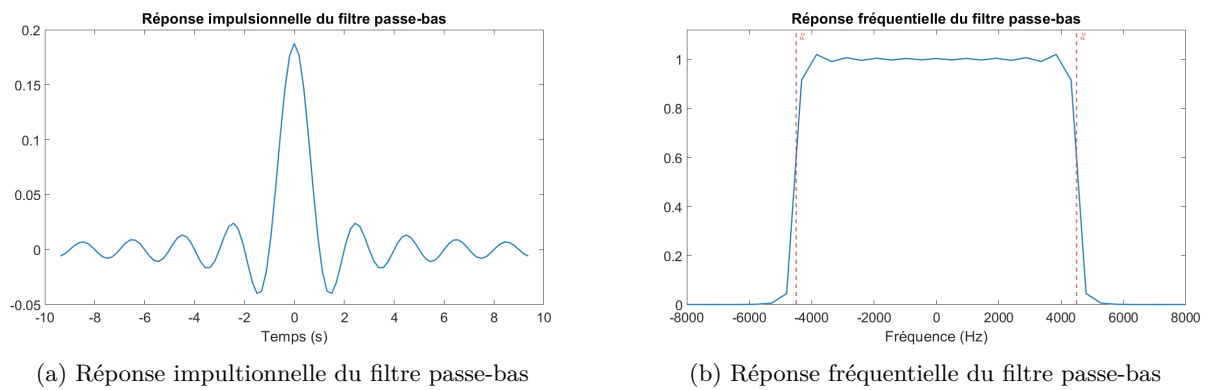 Réponse impulsionnelle du filtre passe-bas
0.2
0.15
0.1
0.05
0
-0.05
-10 -8 -6 -4 -2 0 2 4 6 8 10
Temps (s)
(a) Réponse impultionnelle du filtre passe-bas
Réponse fréquentielle du filtre passe-bas
Fc Fc
1
0.8
0.6
0.4
0.2
0
-8000 -6000 -4000 -2000 0 2000 4000 6000 8000
Fréquence (Hz)
(b) Réponse fréquentielle du filtre passe-bas